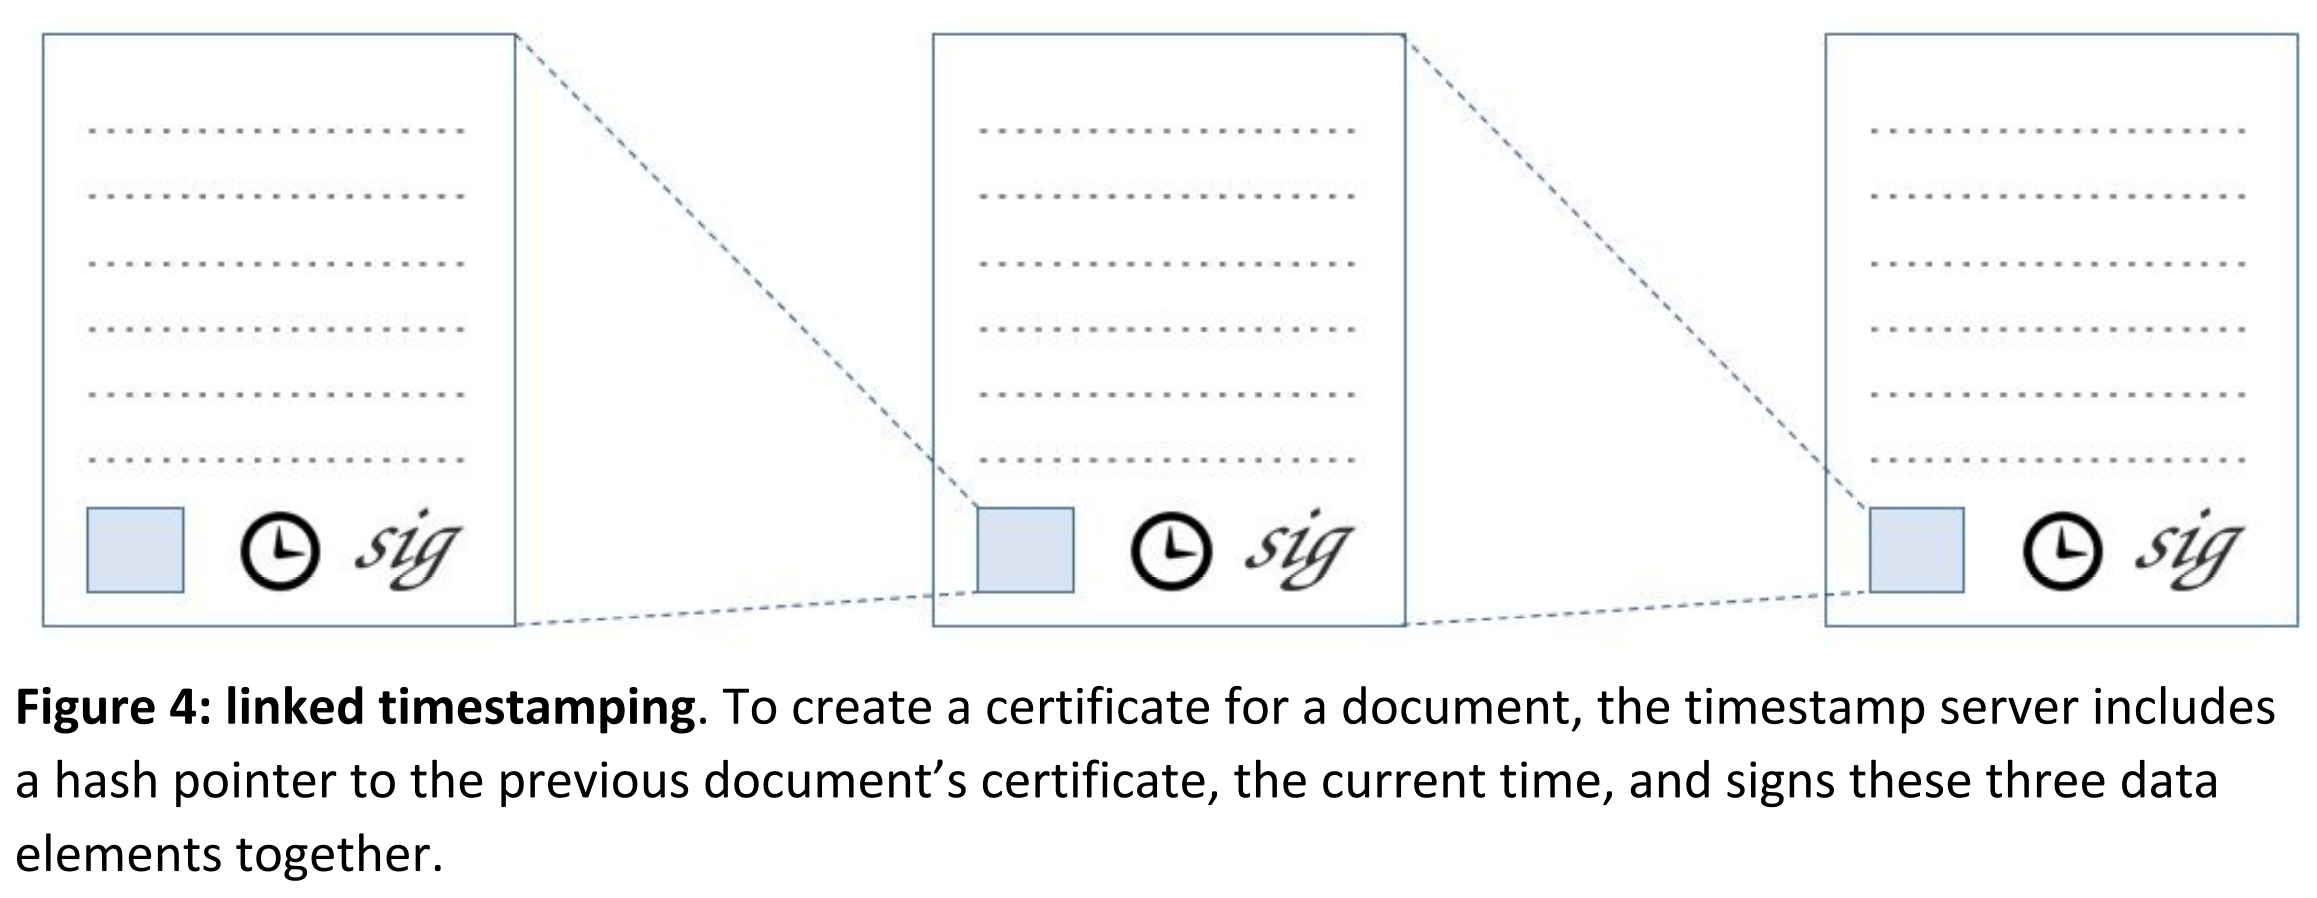 sig sig sig
Figure 4: linked timestamping. To create a certificate for a document, the timestamp server includes
a hash pointer to the previous document’s certificate, the current time, and signs these three data
elements together.